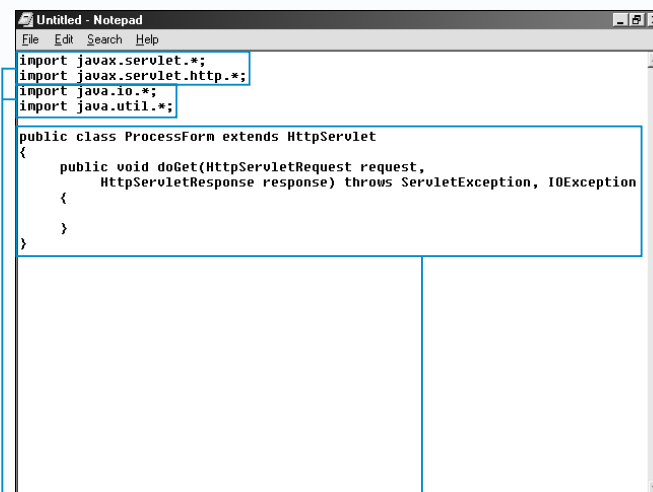 Untitled - Notepad
File Edit Search Help
import javax.servlet.*;
import javax.servlet.http.*;
import java.io.*;
import java.util.*;
public class ProcessForm extends HttpServlet
{
public void doGet(HttpServletRequest request,
HttpServletResponse response) throws ServletException, IOException
{
}
}